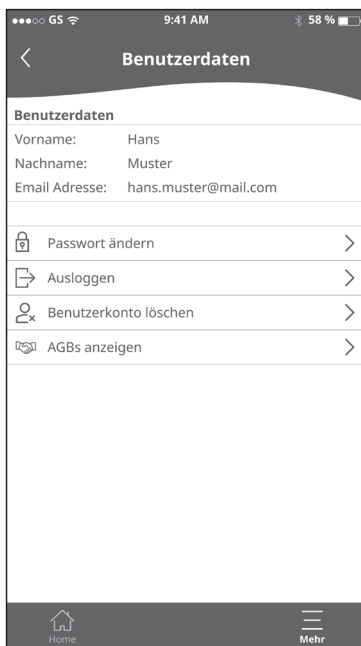 GS 9:41 AM 58 %
Benutzerdaten
Benutzerdaten
Vorname: Hans
Nachname: Muster
Email Adresse: hans.muster@mail.com
Passwort ändern
Ausloggen
Benutzerkonto löschen
AGBs anzeigen
Home Mehr